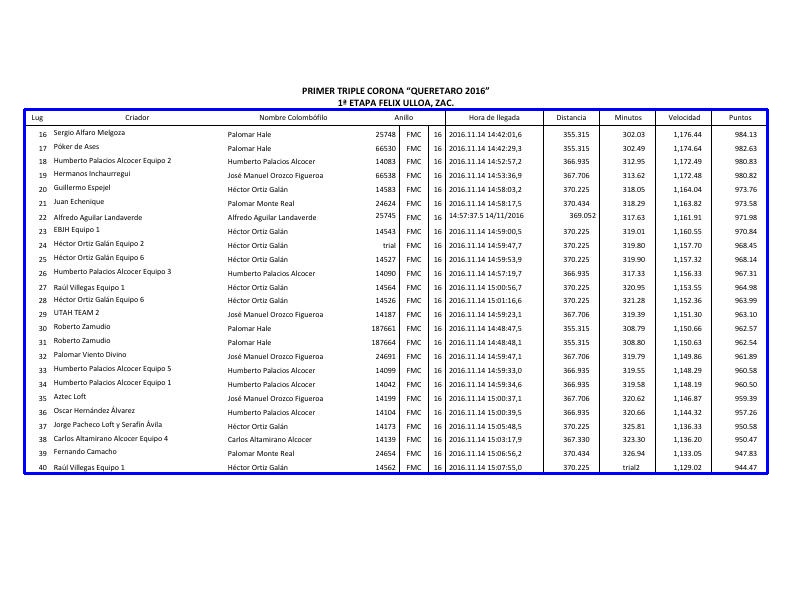 PRIMER TRIPLE CORONA “QUERETARO 2016”
1ª ETAPA FELIX ULLOA, ZAC.
Lug Criador Nombre Colombófilo Anillo Hora de llegada Distancia Minutos Velocidad Puntos
16 Sergio Alfaro Melgoza Palomar Hale 25748 FMC 16 2016.11.14 14:42:01,6 355.315 302.03 1,176.44 984.13
17 Póker de Ases Palomar Hale 66530 FMC 16 2016.11.14 14:42:29,3 355.315 302.49 1,174.64 982.63
18 Humberto Palacios Alcocer Equipo 2 Humberto Palacios Alcocer 14083 FMC 16 2016.11.14 14:52:57,2 366.935 312.95 1,172.49 980.83
19 Hermanos Inchaurregui José Manuel Orozco Figueroa 66538 FMC 16 2016.11.14 14:53:36,9 367.706 313.62 1,172.48 980.82
20 Guillermo Espejel Héctor Ortiz Galán 14583 FMC 16 2016.11.14 14:58:03,2 370.225 318.05 1,164.04 973.76
21 Juan Echenique Palomar Monte Real 24624 FMC 16 2016.11.14 14:58:17,5 370.434 318.29 1,163.82 973.58
22 Alfredo Aguilar Landaverde Alfredo Aguilar Landaverde 25745 FMC 16 14:57:37.5 14/11/2016 369.052 317.63 1,161.91 971.98
23 EBJH Equipo 1 Héctor Ortiz Galán 14543 FMC 16 2016.11.14 14:59:00,5 370.225 319.01 1,160.55 970.84
24 Héctor Ortiz Galán Equipo 2 Héctor Ortiz Galán trial FMC 16 2016.11.14 14:59:47,7 370.225 319.80 1,157.70 968.45
25 Héctor Ortiz Galán Equipo 6 Héctor Ortiz Galán 14527 FMC 16 2016.11.14 14:59:53,9 370.225 319.90 1,157.32 968.14
26 Humberto Palacios Alcocer Equipo 3 Humberto Palacios Alcocer 14090 FMC 16 2016.11.14 14:57:19,7 366.935 317.33 1,156.33 967.31
27 Raúl Villegas Equipo 1 Héctor Ortiz Galán 14564 FMC 16 2016.11.14 15:00:56,7 370.225 320.95 1,153.55 964.98
28 Héctor Ortiz Galán Equipo 6 Héctor Ortiz Galán 14526 FMC 16 2016.11.14 15:01:16,6 370.225 321.28 1,152.36 963.99
29 UTAH TEAM 2 José Manuel Orozco Figueroa 14187 FMC 16 2016.11.14 14:59:23,1 367.706 319.39 1,151.30 963.10
30 Roberto Zamudio Palomar Hale 187661 FMC 16 2016.11.14 14:48:47,5 355.315 308.79 1,150.66 962.57
31 Roberto Zamudio Palomar Hale 187664 FMC 16 2016.11.14 14:48:48,1 355.315 308.80 1,150.63 962.54
32 Palomar Viento Divino José Manuel Orozco Figueroa 24691 FMC 16 2016.11.14 14:59:47,1 367.706 319.79 1,149.86 961.89
33 Humberto Palacios Alcocer Equipo 5 Humberto Palacios Alcocer 14099 FMC 16 2016.11.14 14:59:33,0 366.935 319.55 1,148.29 960.58
34 Humberto Palacios Alcocer Equipo 1 Humberto Palacios Alcocer 14042 FMC 16 2016.11.14 14:59:34,6 366.935 319.58 1,148.19 960.50
35 Aztec Loft José Manuel Orozco Figueroa 14199 FMC 16 2016.11.14 15:00:37,1 367.706 320.62 1,146.87 959.39
36 Oscar Hernández Álvarez Humberto Palacios Alcocer 14104 FMC 16 2016.11.14 15:00:39,5 366.935 320.66 1,144.32 957.26
37 Jorge Pacheco Loft y Serafín Ávila Héctor Ortiz Galán 14173 FMC 16 2016.11.14 15:05:48,5 370.225 325.81 1,136.33 950.58
38 Carlos Altamirano Alcocer Equipo 4 Carlos Altamirano Alcocer 14139 FMC 16 2016.11.14 15:03:17,9 367.330 323.30 1,136.20 950.47
39 Fernando Camacho Palomar Monte Real 24654 FMC 16 2016.11.14 15:06:56,2 370.434 326.94 1,133.05 947.83
40 Raúl Villegas Equipo 1 Héctor Ortiz Galán 14562 FMC 16 2016.11.14 15:07:55,0 370.225 trial2 1,129.02 944.47